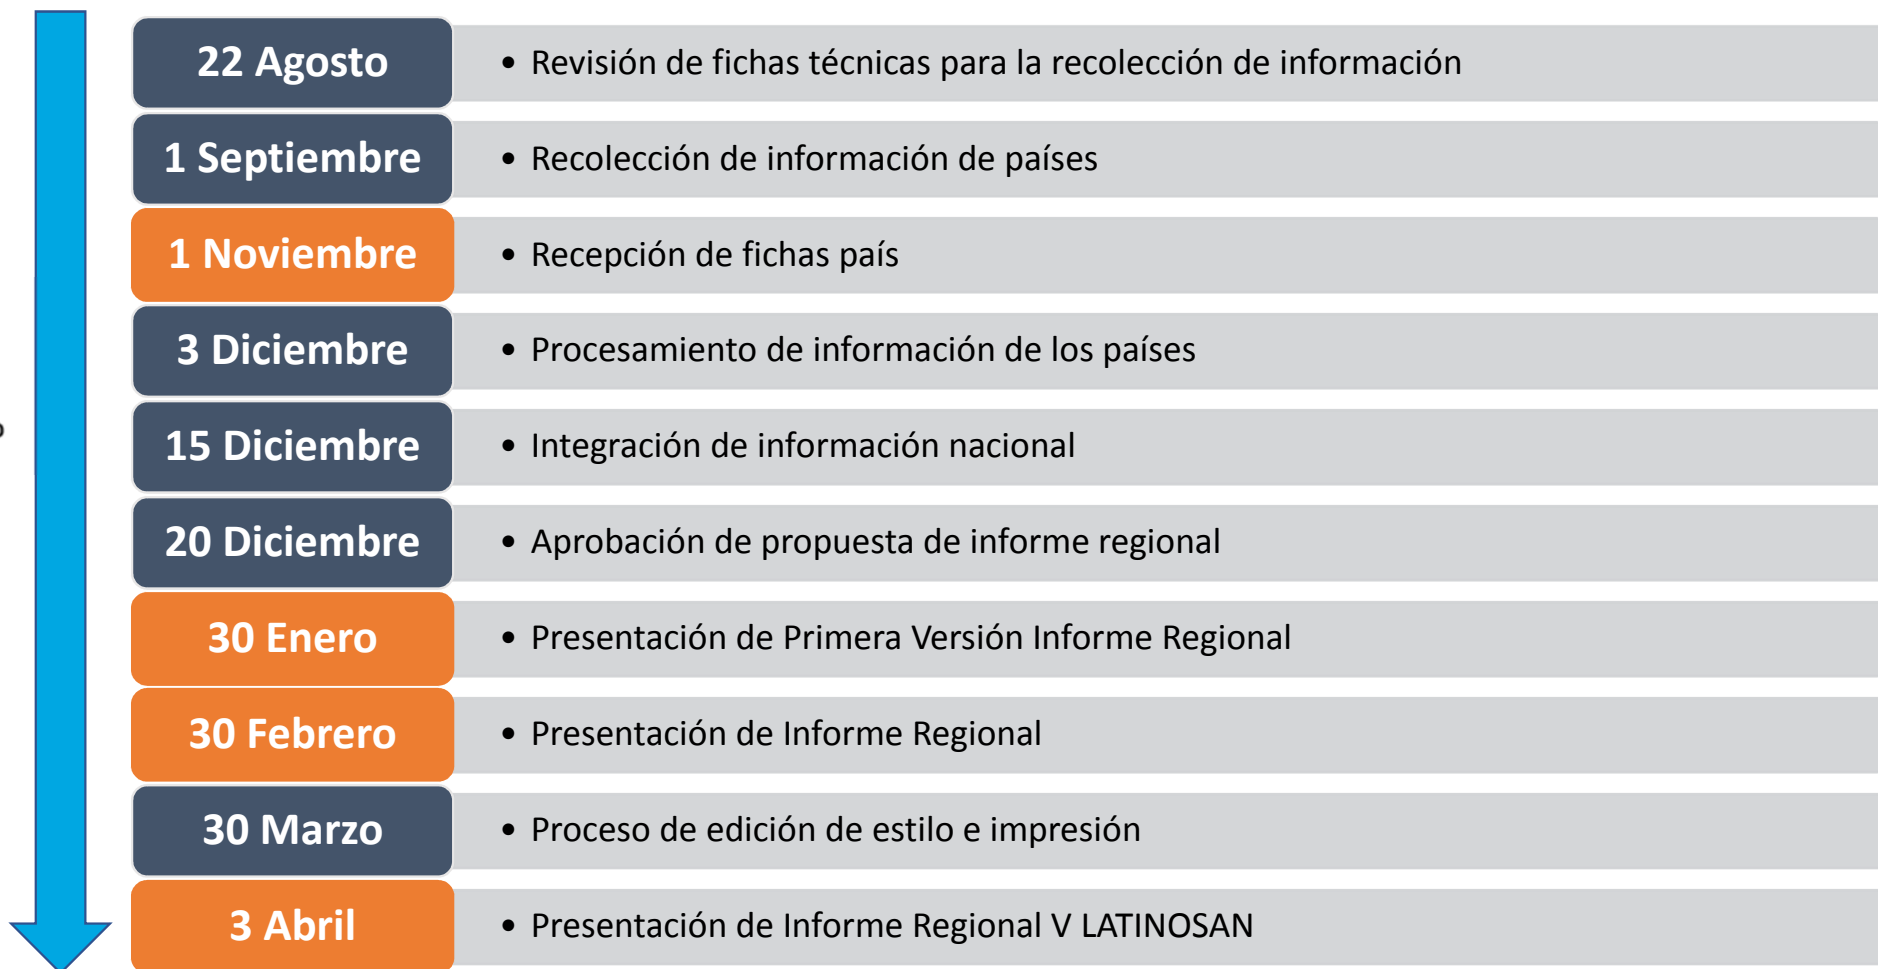 22 Agosto
• Revisión de fichas técnicas para la recolección de información
1 Septiembre
• Recolección de información de países
1 Noviembre
• Recepción de fichas país
3 Diciembre
• Procesamiento de información de los países
15 Diciembre
• Integración de información nacional
20 Diciembre
• Aprobación de propuesta de informe regional
30 Enero
• Presentación de Primera Versión Informe Regional
30 Febrero
• Presentación de Informe Regional
30 Marzo
• Proceso de edición de estilo e impresión
3 Abril
• Presentación de Informe Regional V LATINOSAN